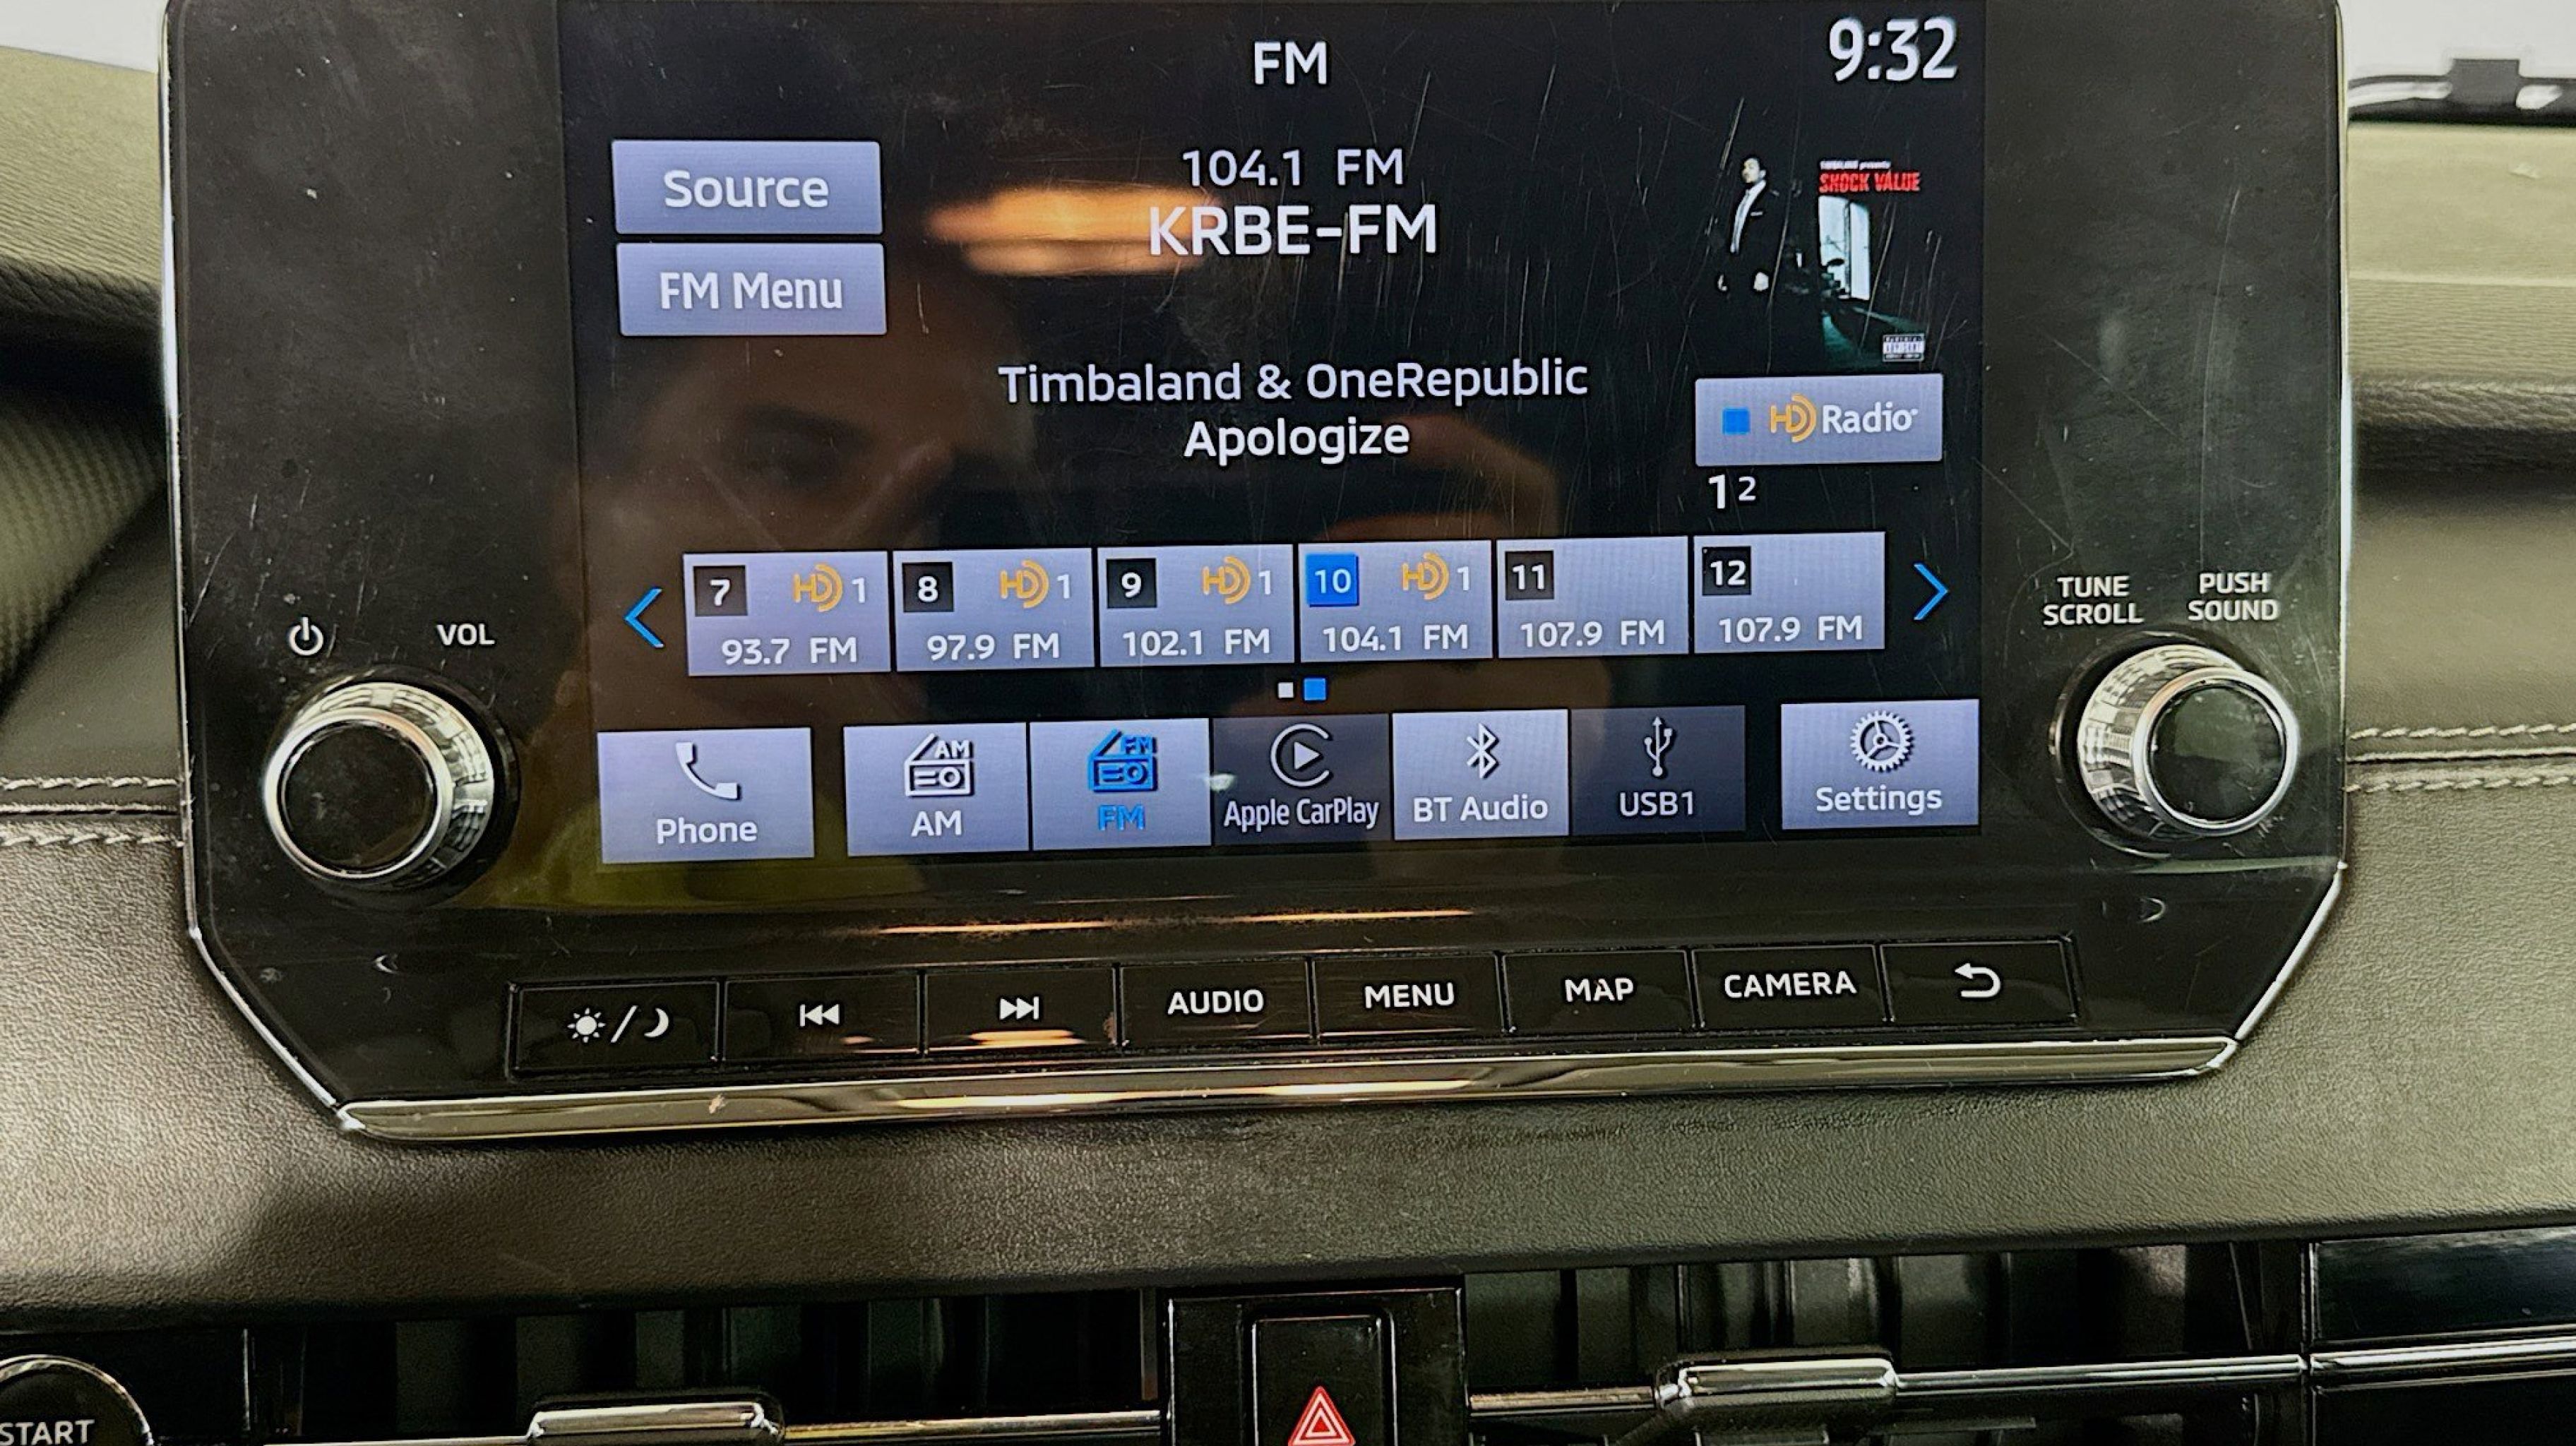 FM
9:32
Source
FM Menu
104.1 FM
KRBE-FM
SHOCK VALUE
Timbaland & OneRepublic
Apologize
HD Radio
1 2
7 HD 1
93.7 FM
8 HD 1
97.9 FM
9 HD 1
102.1 FM
10 HD 1
104.1 FM
11
107.9 FM
12
107.9 FM
VOL
TUNE
SCROLL
PUSH
SOUND
Phone
AM
AM
FM
FM
Apple CarPlay
BT Audio
USB1
Settings
AUDIO
MENU
MAP
CAMERA
START